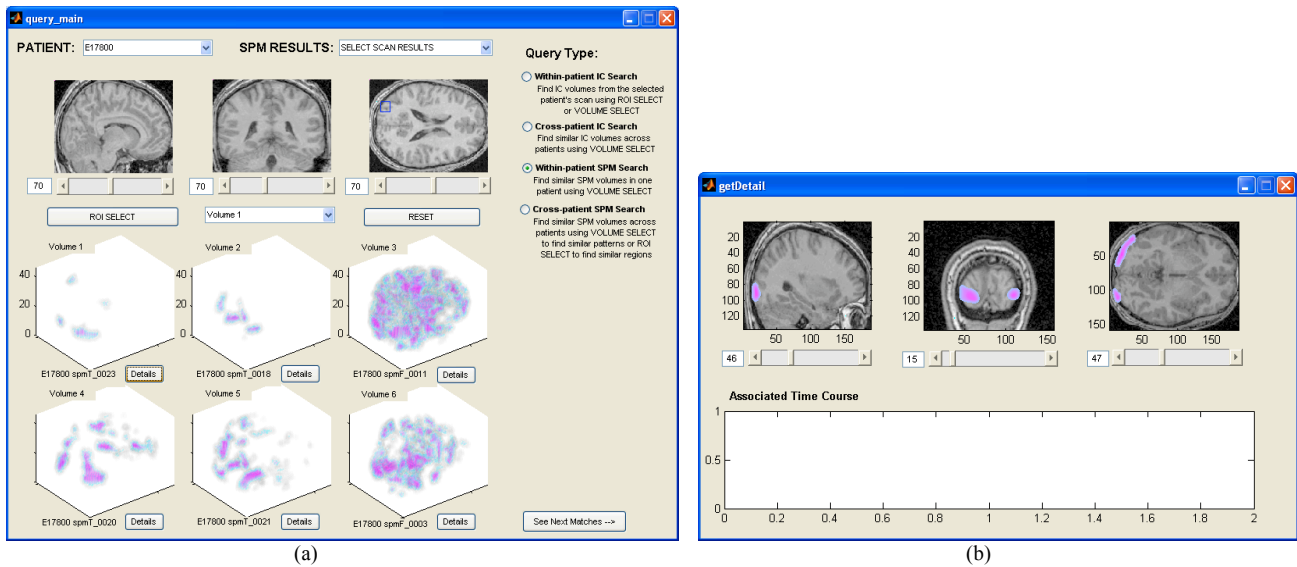 query_main
PATIENT: E17800 SPM RESULTS: SELECT SCAN RESULTS
70 70 70
ROI SELECT Volume 1 RESET
Query Type:
Within-patient IC Search
Find IC volumes from the selected
patient's scan using ROI SELECT
or VOLUME SELECT
Cross-patient IC Search
Find similar IC volumes across
patients using VOLUME SELECT
Within-patient SPM Search
Find similar SPM volumes in one
patient using VOLUME SELECT
Cross-patient SPM Search
Find similar SPM volumes across
patients using VOLUME SELECT
to find similar patterns or ROI
SELECT to find similar regions
Volume 1 Volume 2 Volume 3
40 40 40
20 20 20
0 0 0
E17800 spmT_0023 Details E17800 spmT_0018 Details E17800 spmF_0011 Details
Volume 4 Volume 5 Volume 6
E17800 spmT_0020 Details E17800 spmT_0021 Details E17800 spmF_0003 Details
See Next Matches -->
(a)
getDetail
20 20
40 40 50
60 60
80 80 100
100 100
120 120 150
50 100 150 50 100 150 50 100 150
46 15 47
Associated Time Course
1
0.5
0
0 0.2 0.4 0.6 0.8 1 1.2 1.4 1.6 1.8 2
(b)